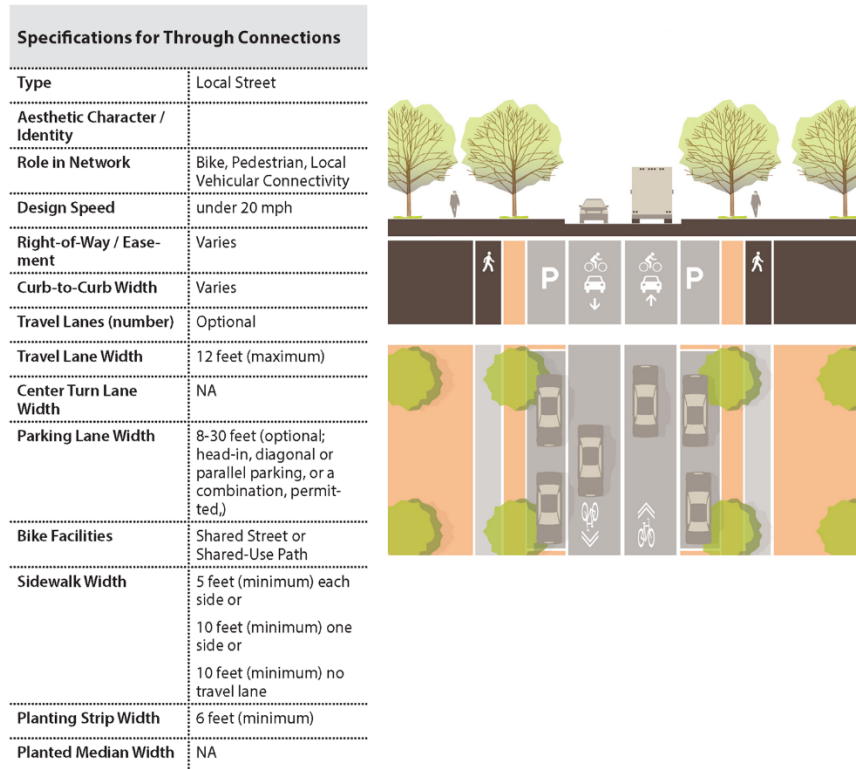 Specifications for Through Connections
Type
Local Street
Aesthetic Character /
Identity
Role in Network
Bike, Pedestrian, Local
Vehicular Connectivity
Design Speed
under 20 mph
Right-of-Way / Ease-
ment
Varies
Curb-to-Curb Width
Varies
Travel Lanes (number)
Optional
Travel Lane Width
12 feet (maximum)
Center Turn Lane
Width
NA
Parking Lane Width
8-30 feet (optional;
head-in, diagonal or
parallel parking, or a
combination, permit-
ted,)
Bike Facilities
Shared Street or
Shared-Use Path
Sidewalk Width
5 feet (minimum) each
side or
10 feet (minimum) one
side or
10 feet (minimum) no
travel lane
Planting Strip Width
6 feet (minimum)
Planted Median Width
NA
P
P